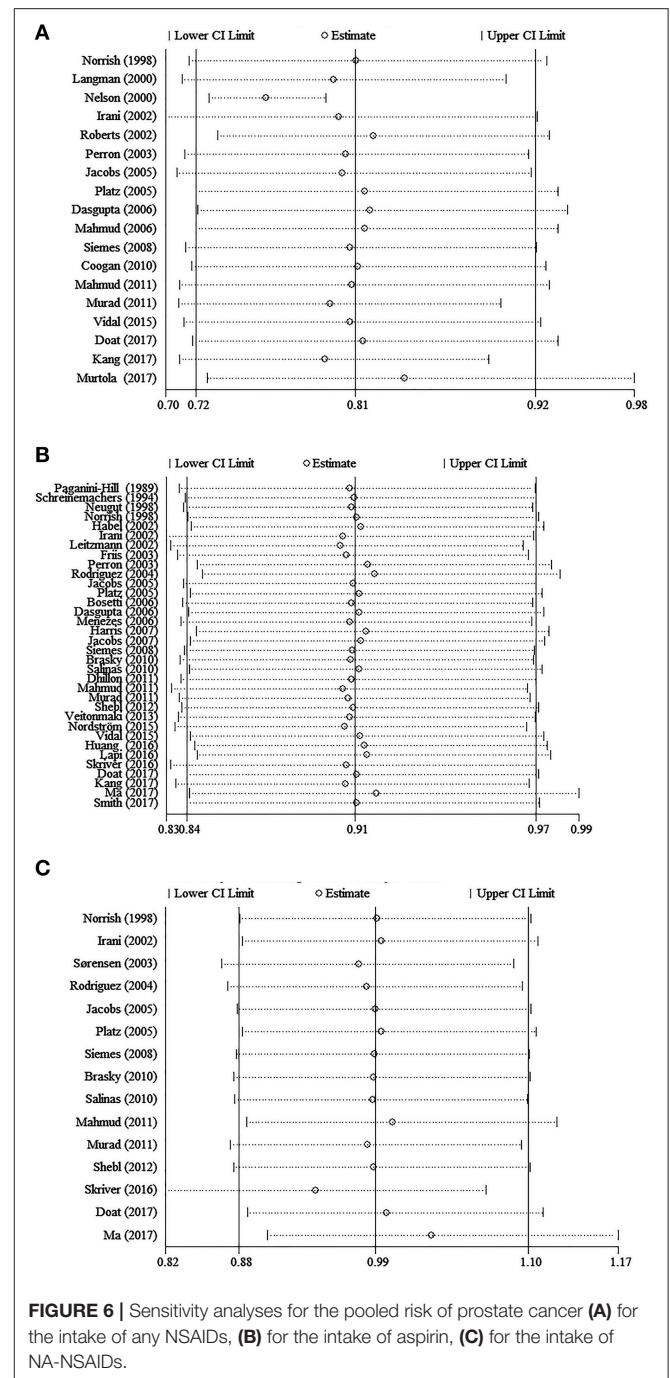 A
| Lower CI Limit ○ Estimate | Upper CI Limit
Norrish (1998)
Langman (2000)
Nelson (2000)
Irani (2002)
Roberts (2002)
Perron (2003)
Jacobs (2005)
Platz (2005)
Dasgupta (2006)
Mahmud (2006)
Siemes (2008)
Coogan (2010)
Mahmud (2011)
Murad (2011)
Vidal (2015)
Doat (2017)
Kang (2017)
Murtola (2017)
0.70 0.72 0.81 0.92 0.98
B
| Lower CI Limit ○ Estimate | Upper CI Limit
Paganini-Hill (1989)
Schreinemachers (1994)
Neugut (1998)
Norrish (1998)
Habel (2002)
Irani (2002)
Leitzmann (2002)
Friis (2003)
Perron (2003)
Rodriguez (2004)
Jacobs (2005)
Platz (2005)
Bosetti (2006)
Dasgupta (2006)
Menezes (2006)
Harris (2007)
Jacobs (2007)
Siemes (2008)
Brasky (2010)
Salinas (2010)
Dhillon (2011)
Mahmud (2011)
Murad (2011)
Shebl (2012)
Veitonmaki (2013)
Nordström (2015)
Vidal (2015)
Huang (2016)
Lapi (2016)
Skriver (2016)
Doat (2017)
Kang (2017)
Ma (2017)
Smith (2017)
0.83 0.84 0.91 0.97 0.99
C
| Lower CI Limit ○ Estimate | Upper CI Limit
Norrish (1998)
Irani (2002)
Sørensen (2003)
Rodriguez (2004)
Jacobs (2005)
Platz (2005)
Siemes (2008)
Brasky (2010)
Salinas (2010)
Mahmud (2011)
Murad (2011)
Shebl (2012)
Skriver (2016)
Doat (2017)
Ma (2017)
0.82 0.88 0.99 1.10 1.17
FIGURE 6 | Sensitivity analyses for the pooled risk of prostate cancer (A) for
the intake of any NSAIDs, (B) for the intake of aspirin, (C) for the intake of
NA-NSAIDs.